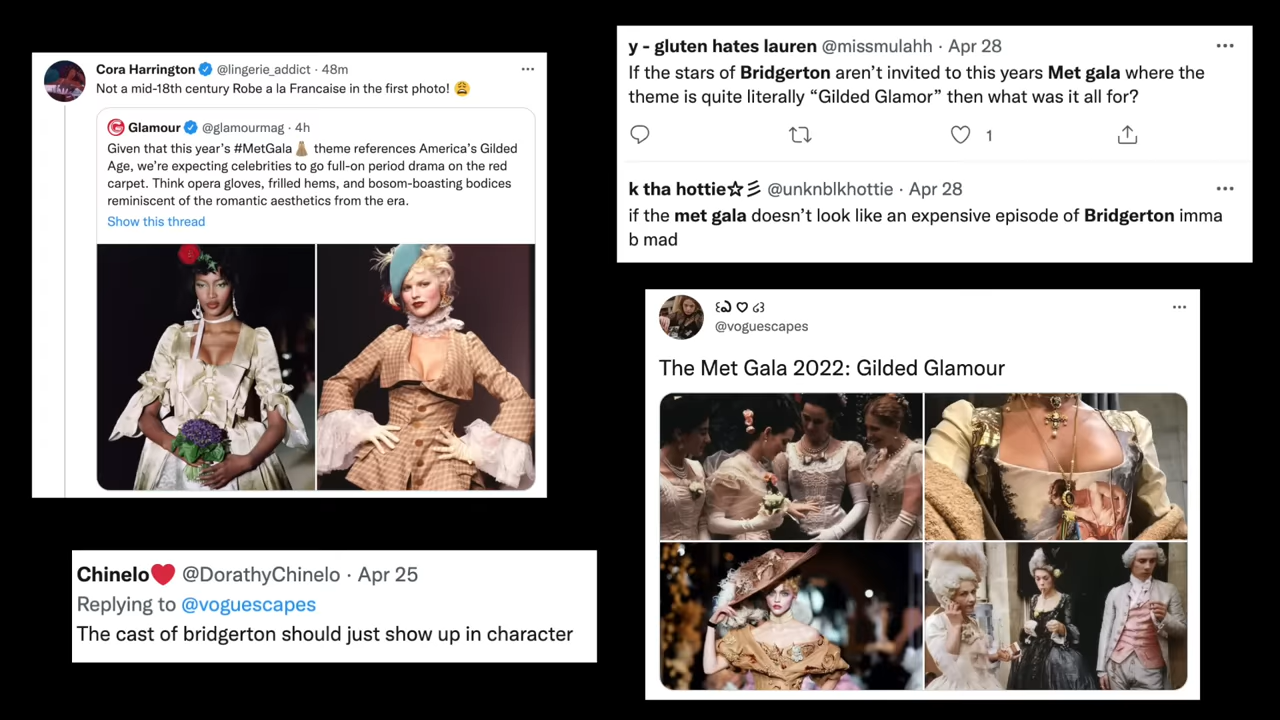 Cora Harrington @lingerie_addict · 48m
Not a mid-18th century Robe a la Francaise in the first photo! 😩
Glamour @glamourmag · 4h
Given that this year's #MetGala 👗 theme references America's Gilded
Age, we're expecting celebrities to go full-on period drama on the red
carpet. Think opera gloves, frilled hems, and bosom-boasting bodices
reminiscent of the romantic aesthetics from the era.
Show this thread
Chinelo❤️ @DorathyChinelo · Apr 25
Replying to @voguescapes
The cast of bridgerton should just show up in character
y - gluten hates lauren @missmulahh · Apr 28
If the stars of Bridgerton aren't invited to this years Met gala where the
theme is quite literally “Gilded Glamor” then what was it all for?
1
k tha hottie☆彡 @unknblkhottie · Apr 28
if the met gala doesn't look like an expensive episode of Bridgerton imma
b mad
@voguescapes
The Met Gala 2022: Gilded Glamour